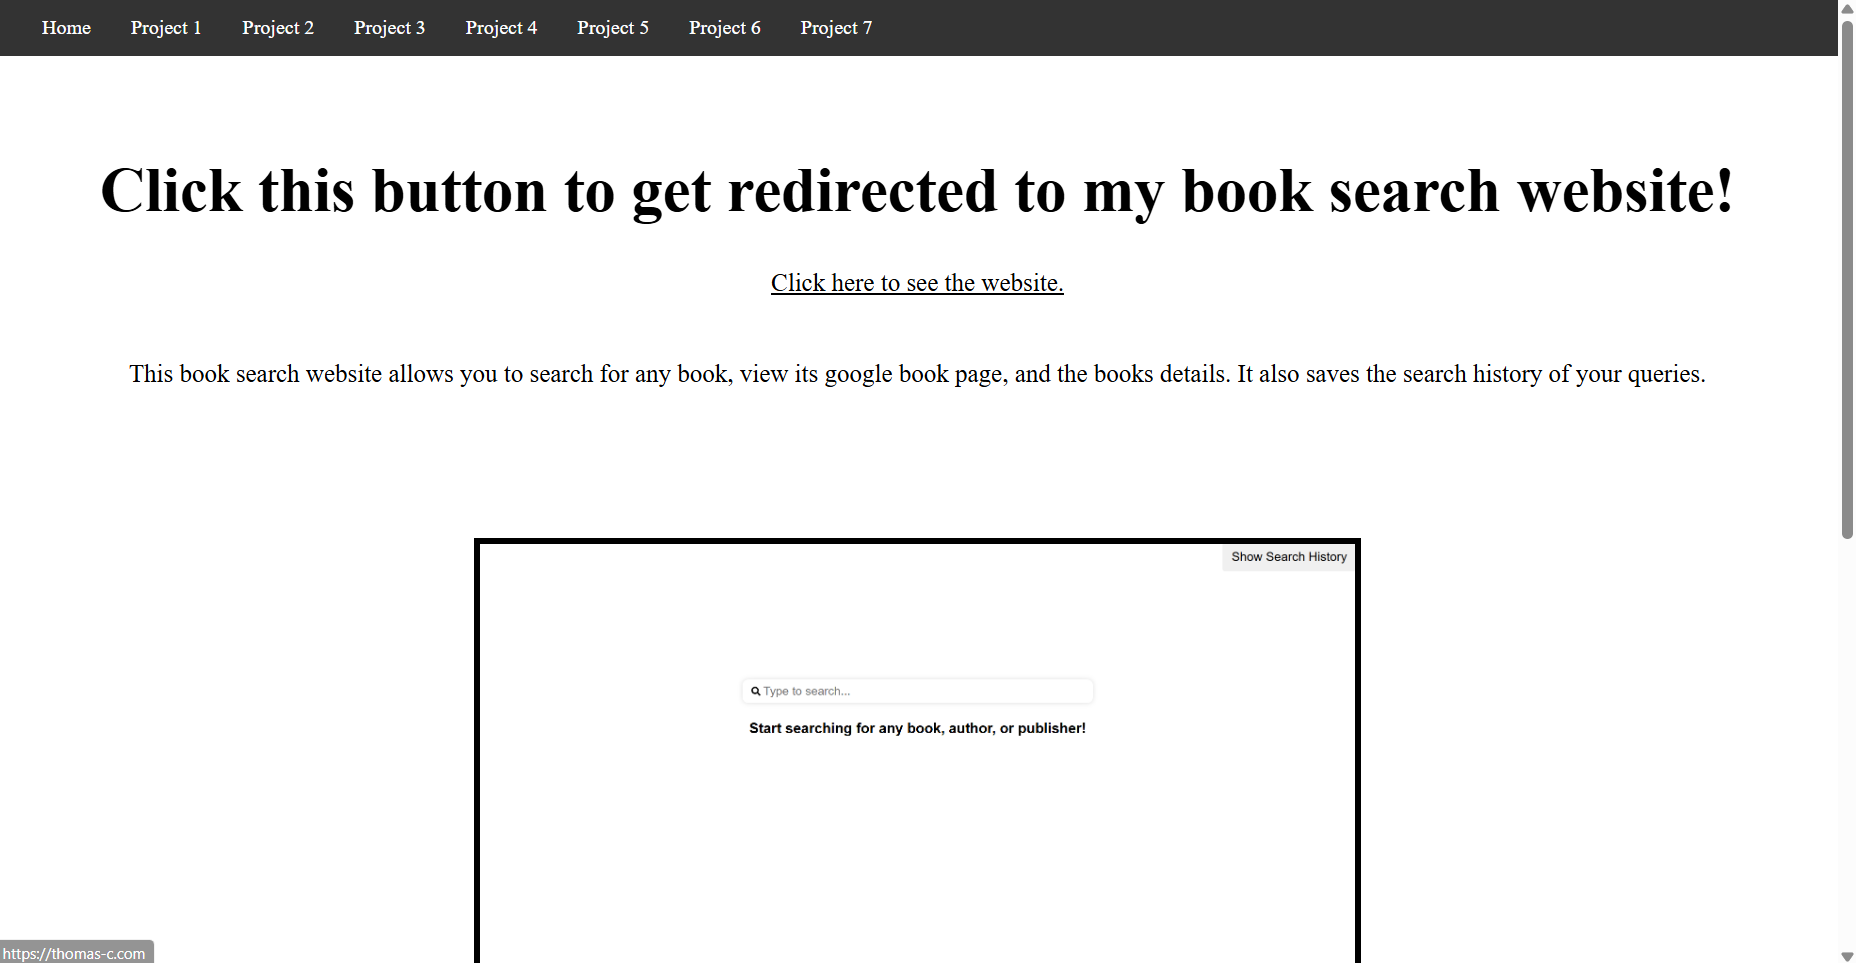 Home Project 1 Project 2 Project 3 Project 4 Project 5 Project 6 Project 7
Click this button to get redirected to my book search website!
Click here to see the website.
This book search website allows you to search for any book, view its google book page, and the books details. It also saves the search history of your queries.
Show Search History
Type to search...
Start searching for any book, author, or publisher!
https://thomas-c.com